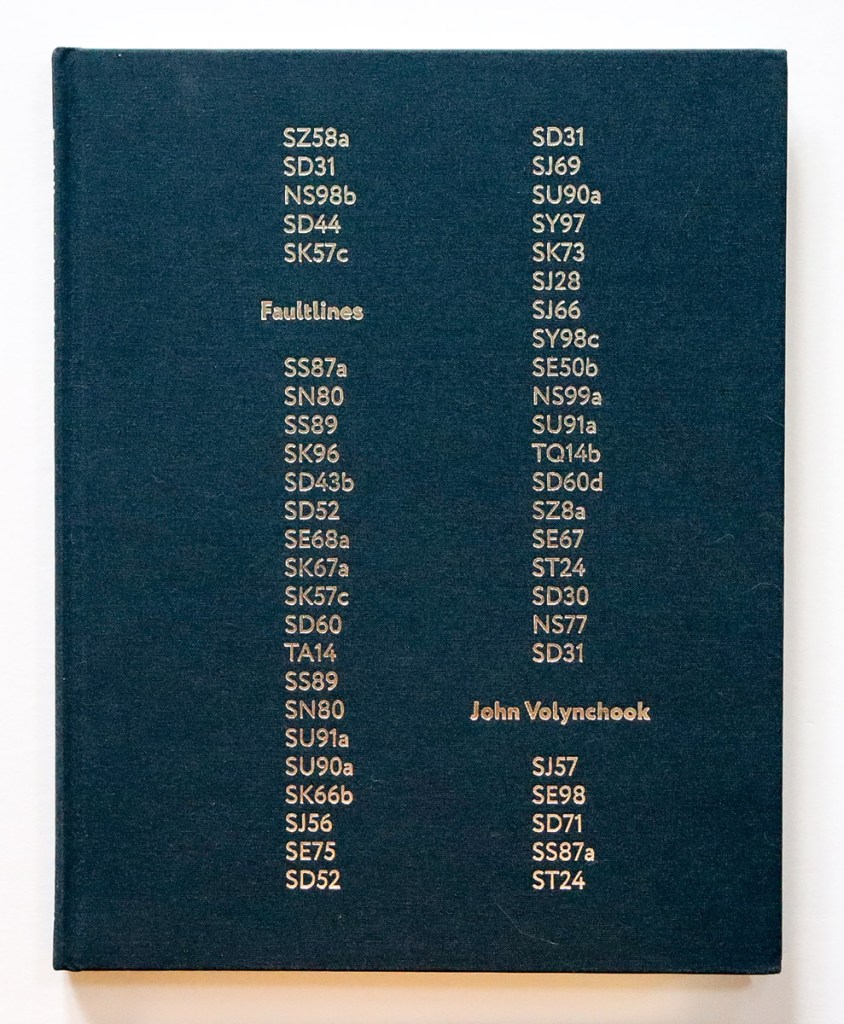 SZ58a
SD31
NS98b
SD44
SK57c
Faultlines
SS87a
SN80
SS89
SK96
SD43b
SD52
SE68a
SK67a
SK57c
SD60
TA14
SS89
SN80
SU91a
SU90a
SK66b
SJ56
SE75
SD52
SD31
SJ69
SU90a
SY97
SK73
SJ28
SJ66
SY98c
SE50b
NS99a
SU91a
TQ14b
SD60d
SZ8a
SE67
ST24
SD30
NS77
SD31
John Volynchook
SJ57
SE98
SD71
SS87a
ST24